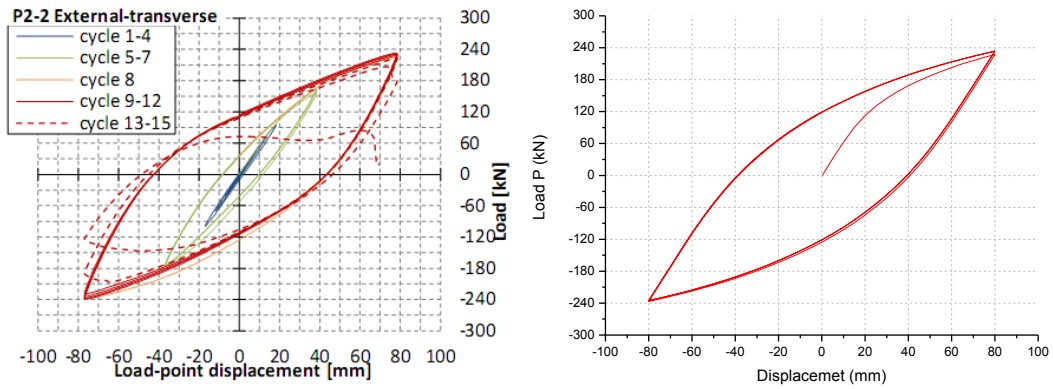 P2-2 External-transverse
cycle 1-4
cycle 5-7
cycle 8
cycle 9-12
cycle 13-15
300
240
180
120
60
0
-60
-120
-180
-240
-300
Load [kN]
-100 -80 -60 -40 -20 0 20 40 60 80 100
Load-point displacement [mm]
300
240
180
120
60
0
-60
-120
-180
-240
-300
Load P (kN)
-100 -80 -60 -40 -20 0 20 40 60 80 100
Displacemet (mm)